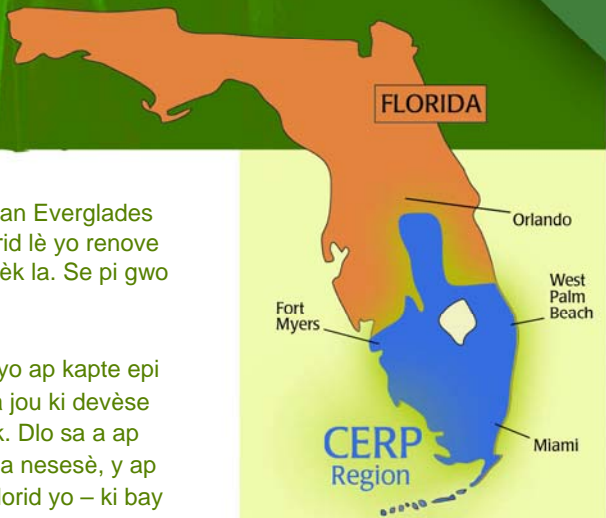 FLORIDA
an Everglades
rid lè yo renove
èk la. Se pi gwo
yo ap kapte epi
a jou ki devèse
k. Dlo sa a ap
a nesesè, y ap
lorid yo – ki bay
Orlando
West
Palm
Beach
Fort
Myers
Miami
CERP
Region